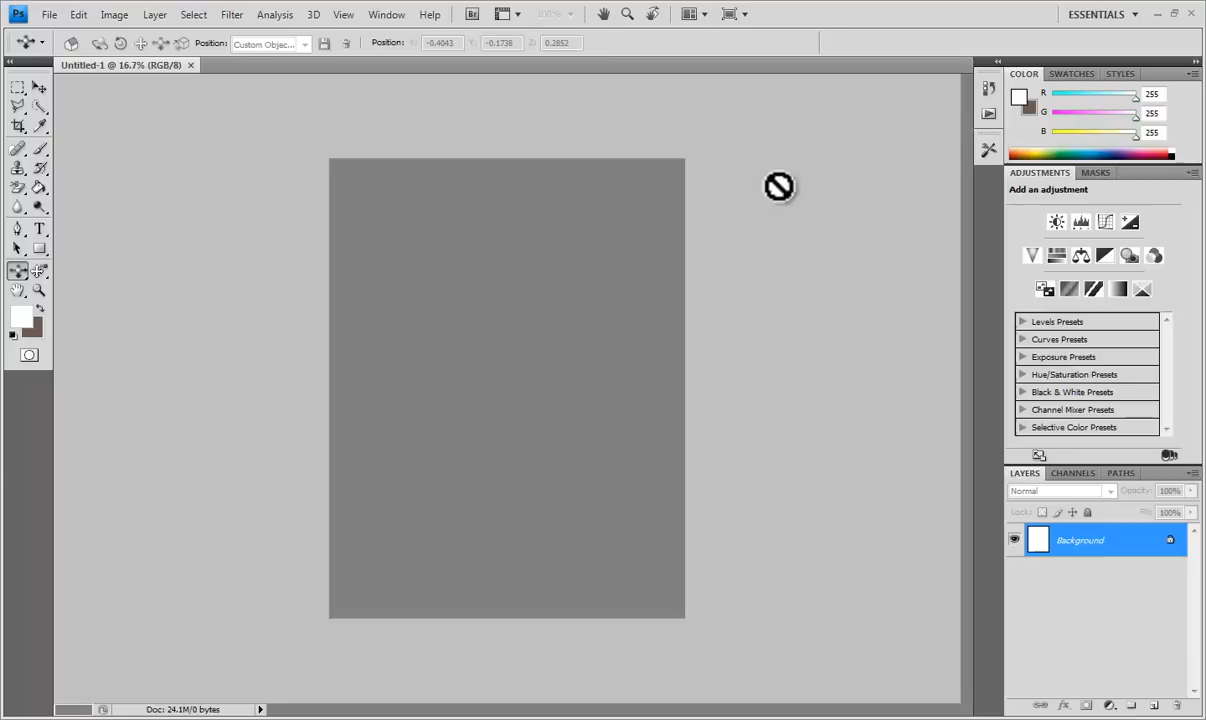 Ps File Edit Image Layer Select Filter Analysis 3D View Window Help Br 100% ESSENTIALS
Position: Custom Objec... Position: X: -0.4043 Y: -0.1738 Z: 0.2852
Untitled-1 @ 16.7% (RGB/8)
COLOR SWATCHES STYLES
R 255
G 255
B 255
ADJUSTMENTS MASKS
Add an adjustment
Levels Presets
Curves Presets
Exposure Presets
Hue/Saturation Presets
Black & White Presets
Channel Mixer Presets
Selective Color Presets
LAYERS CHANNELS PATHS
Normal Opacity: 100%
Lock: Fill: 100%
Background
Doc: 24.1M/0 bytes
T